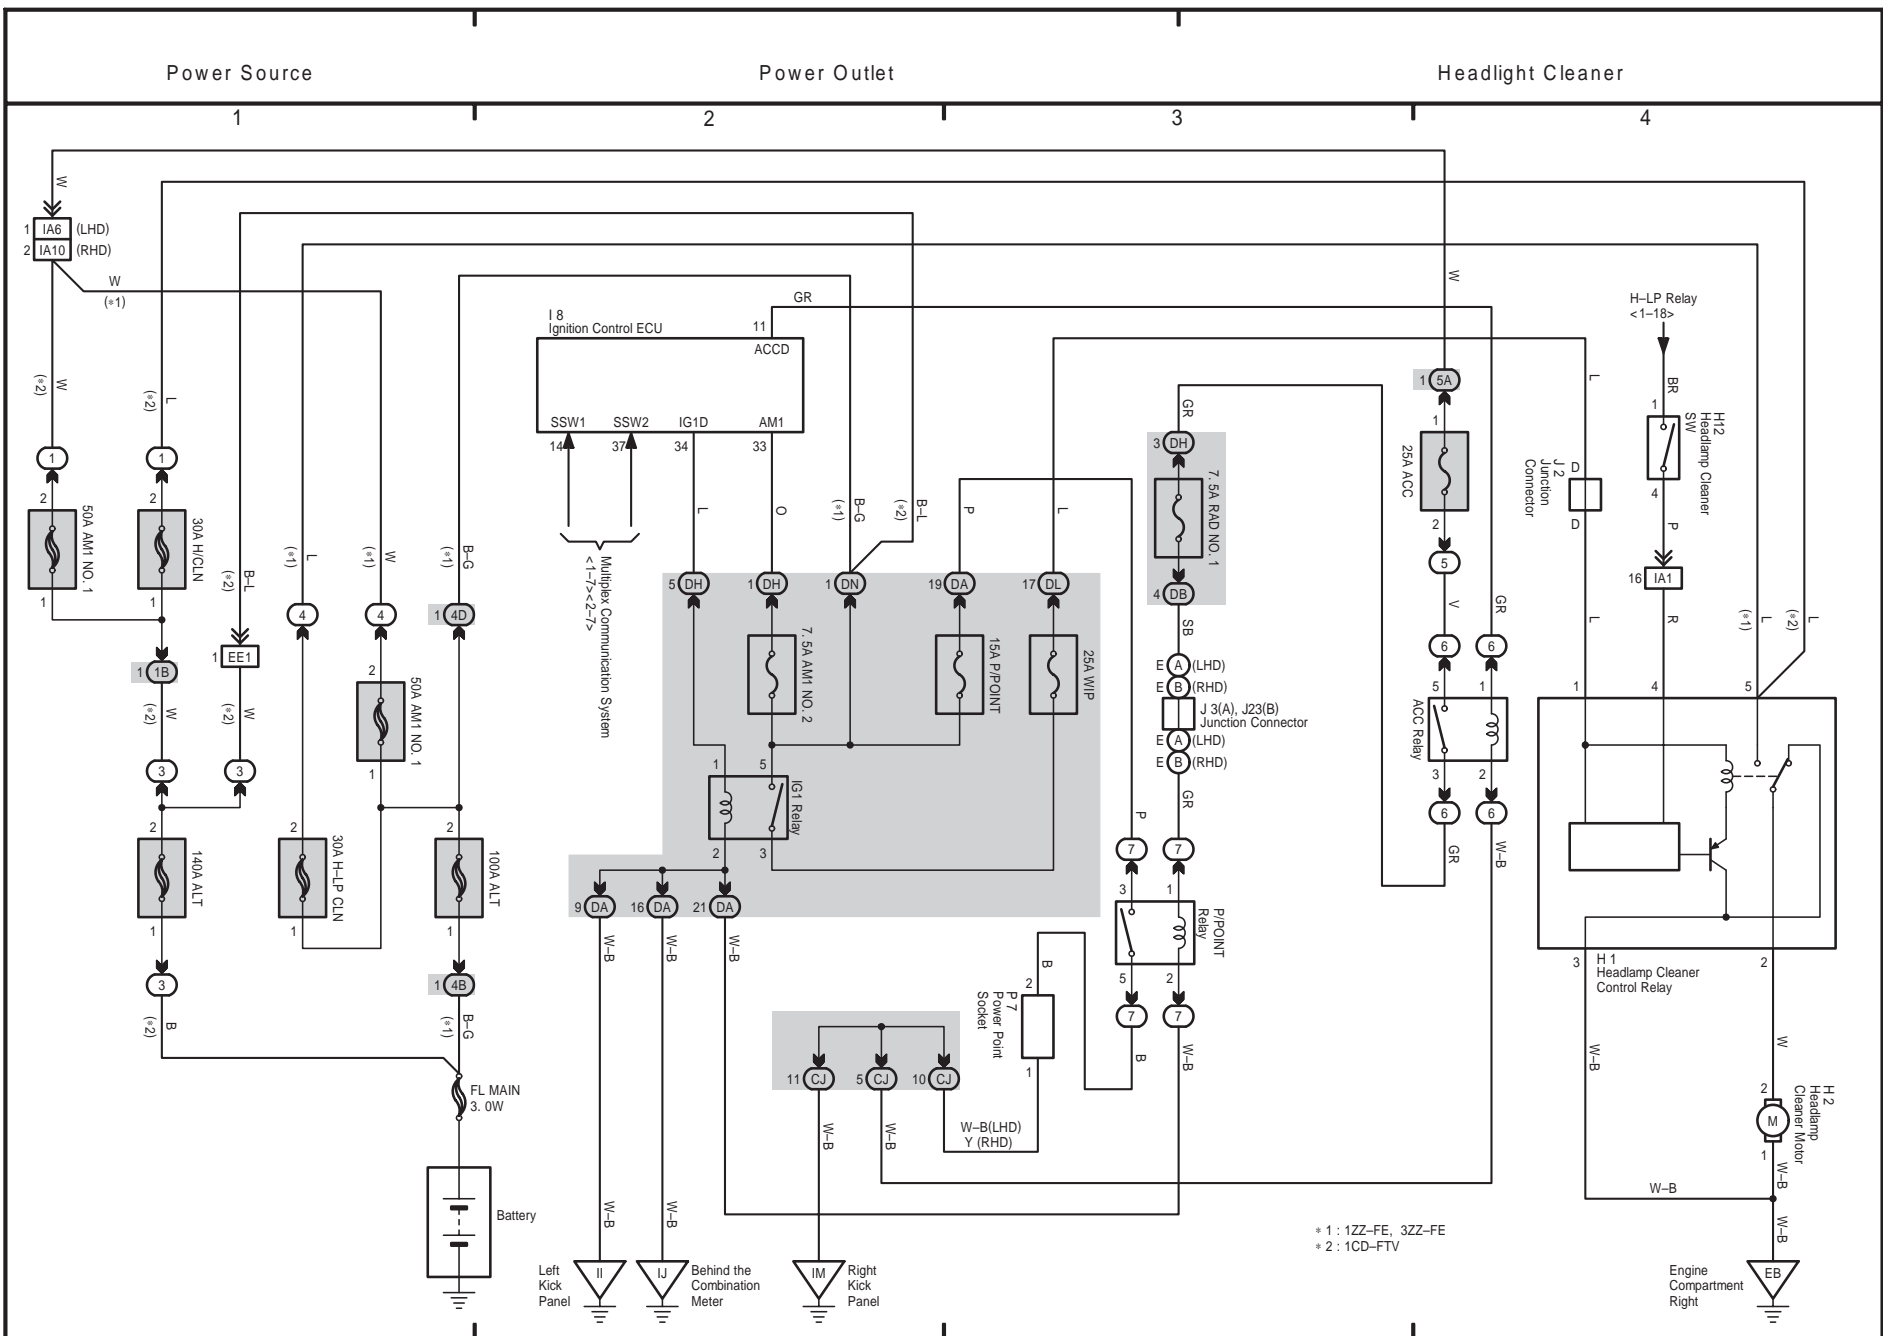 Power Source
Power Outlet
Headlight Cleaner
1
2
3
4
W
1 IA6 (LHD)
2 IA10 (RHD)
W
(*1)
W
(*2)
L
(*2)
1
1
2
2
50A AM1 NO. 1
30A H/CLN
1
1
1 1B
W
(*2)
3
2
140A ALT
1
3
B
(*2)
B–L
(*2)
1 EE1
W
(*2)
3
L
(*1)
4
2
30A H–LP CLN
1
W
(*1)
4
2
50A AM1 NO. 1
1
B–G
(*1)
1 4D
2
100A ALT
1
1 4B
B–G
(*1)
FL MAIN
3. 0W
Battery
I 8
Ignition Control ECU
11
GR
ACCD
SSW1
SSW2
IG1D
AM1
14
37
34
33
Multiplex Communication System
<1–7><2–7>
L
O
B–G
(*1)
B–L
(*2)
P
L
5 DH
1 DH
1 DN
19 DA
17 DL
7. 5A AM1 NO. 2
15A P/POINT
25A WIP
1
5
IG1 Relay
2
3
9 DA
16 DA
21 DA
W–B
W–B
W–B
11 CJ
5 CJ
10 CJ
W–B
W–B
W–B(LHD)
Y (RHD)
W–B
W–B
Left
Kick
Panel
II
IJ
Behind the
Combination
Meter
IM
Right
Kick
Panel
GR
3 DH
7. 5A RAD NO. 1
4 DB
SB
E A (LHD)
E B (RHD)
J 3(A), J23(B)
Junction Connector
E A (LHD)
E B (RHD)
GR
P
7
7
3
1
P/POINT
Relay
5
2
7
7
B
W–B
B
2
P 7
Power Point
Socket
1
W
1 5A
1
25A ACC
2
5
V
GR
6
6
5
1
ACC Relay
3
2
6
6
GR
W–B
H–LP Relay
<1–18>
BR
1
H12
Headlamp Cleaner
SW
4
P
16 IA1
R
L
D
J 2
Junction
Connector
D
L
L
(*1)
L
(*2)
1
4
5
3
2
H 1
Headlamp Cleaner
Control Relay
W–B
W
2
M
H 2
Headlamp
Cleaner Motor
1
W–B
W–B
W–B
Engine
Compartment
Right
EB
* 1 : 1ZZ–FE, 3ZZ–FE
* 2 : 1CD–FTV